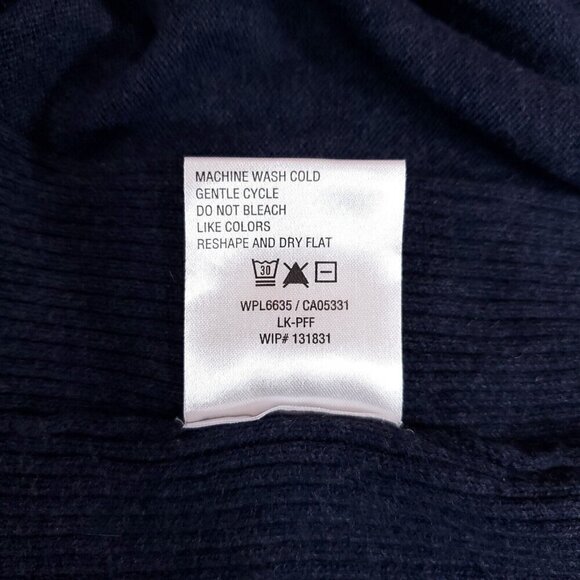 MACHINE WASH COLD
GENTLE CYCLE
DO NOT BLEACH
LIKE COLORS
RESHAPE AND DRY FLAT
30
WPL6635 / CA05331
LK-PFF
WIP# 131831